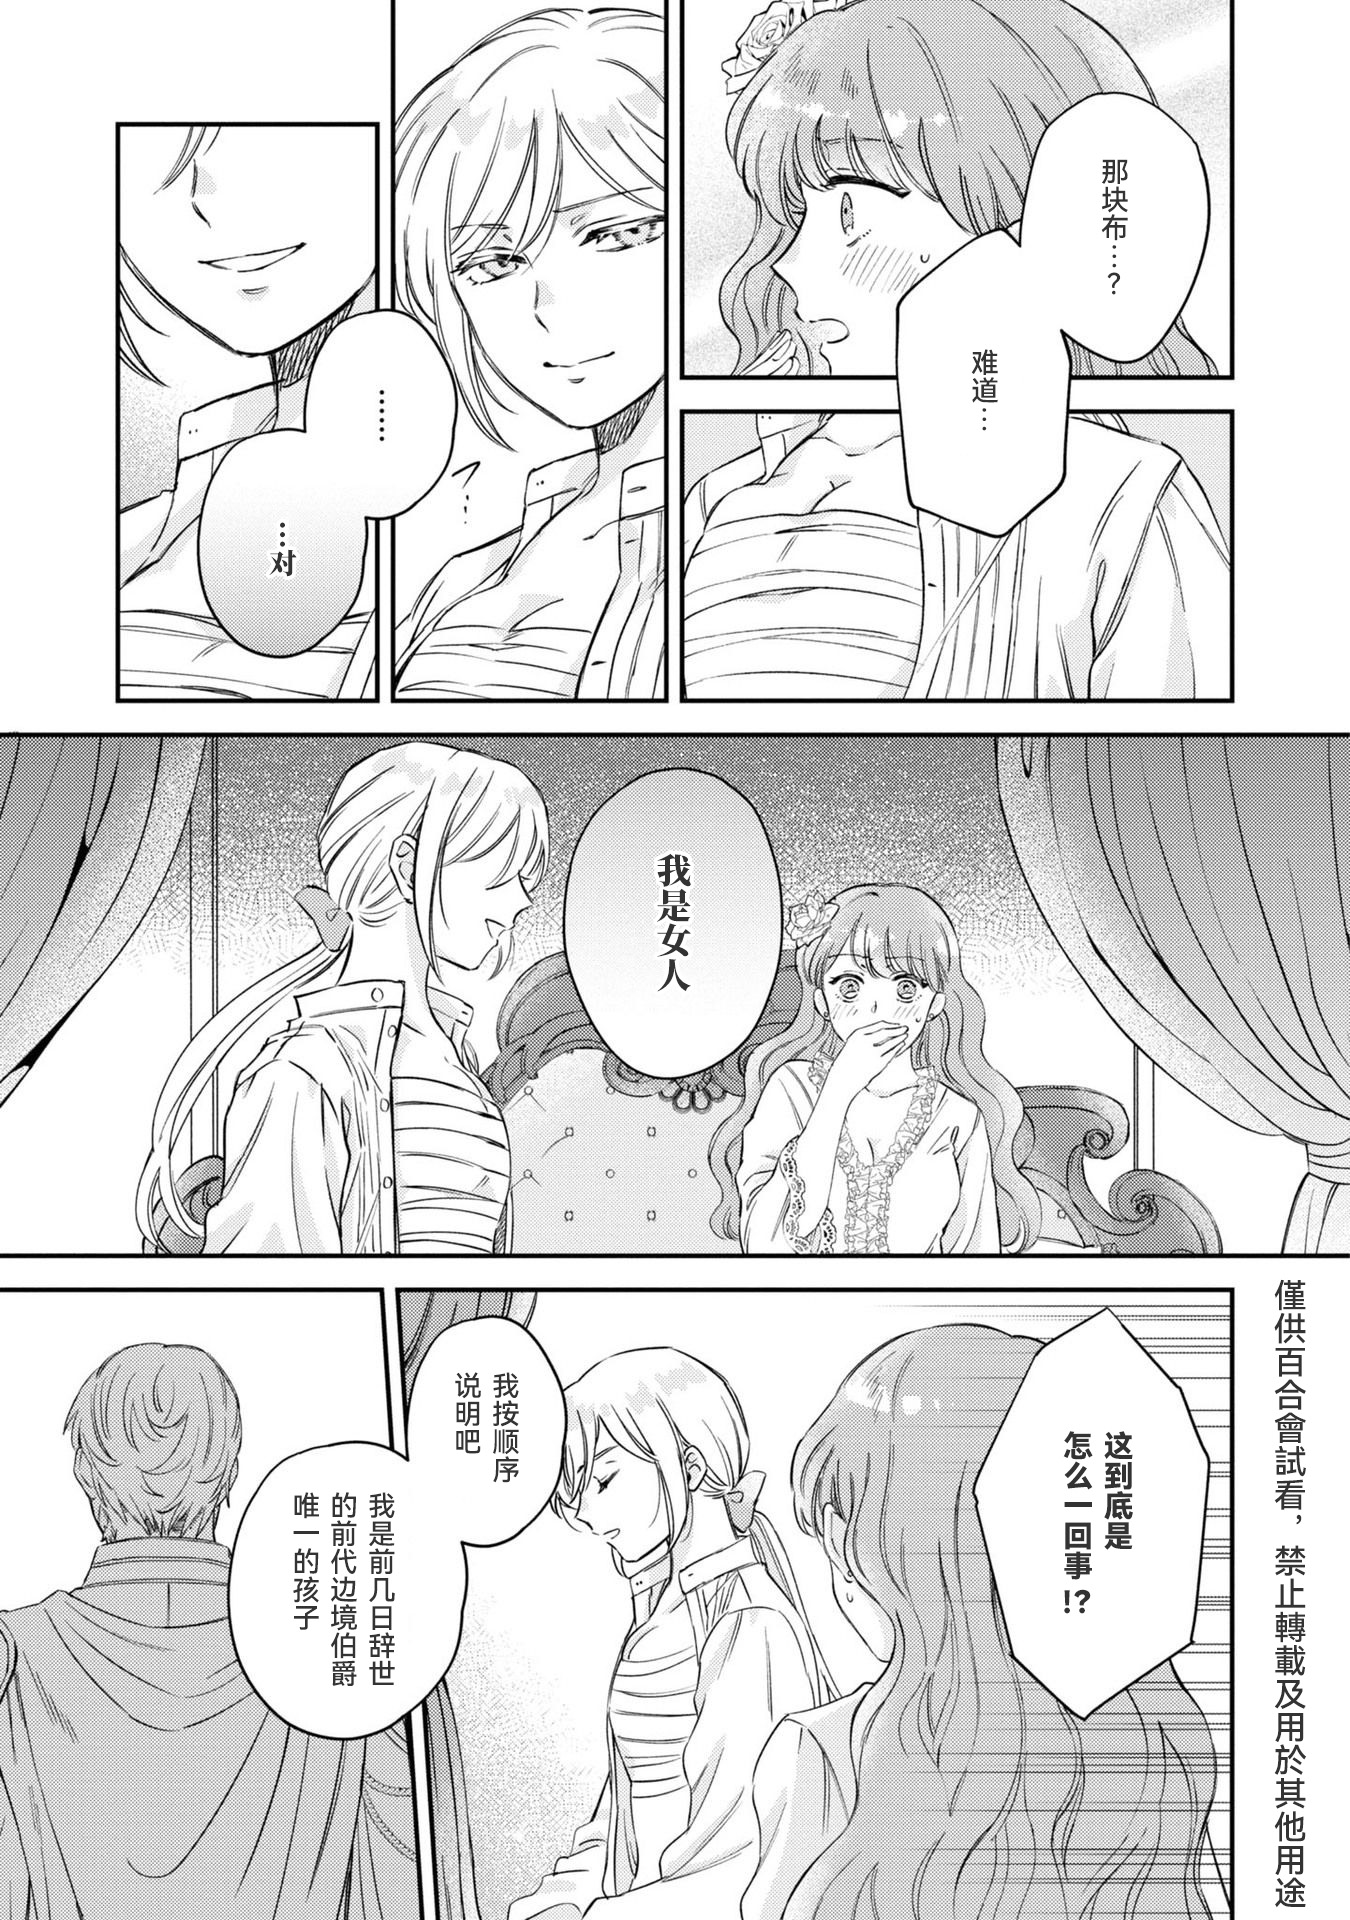 那块布…？
难道…
……
…对
我是女人
这到底是
怎么一回事!?
我按顺序
说明吧
我是前几日辞世
的前代边境伯爵
唯一的孩子
僅供百合會試看，禁止轉載及用於其他用途